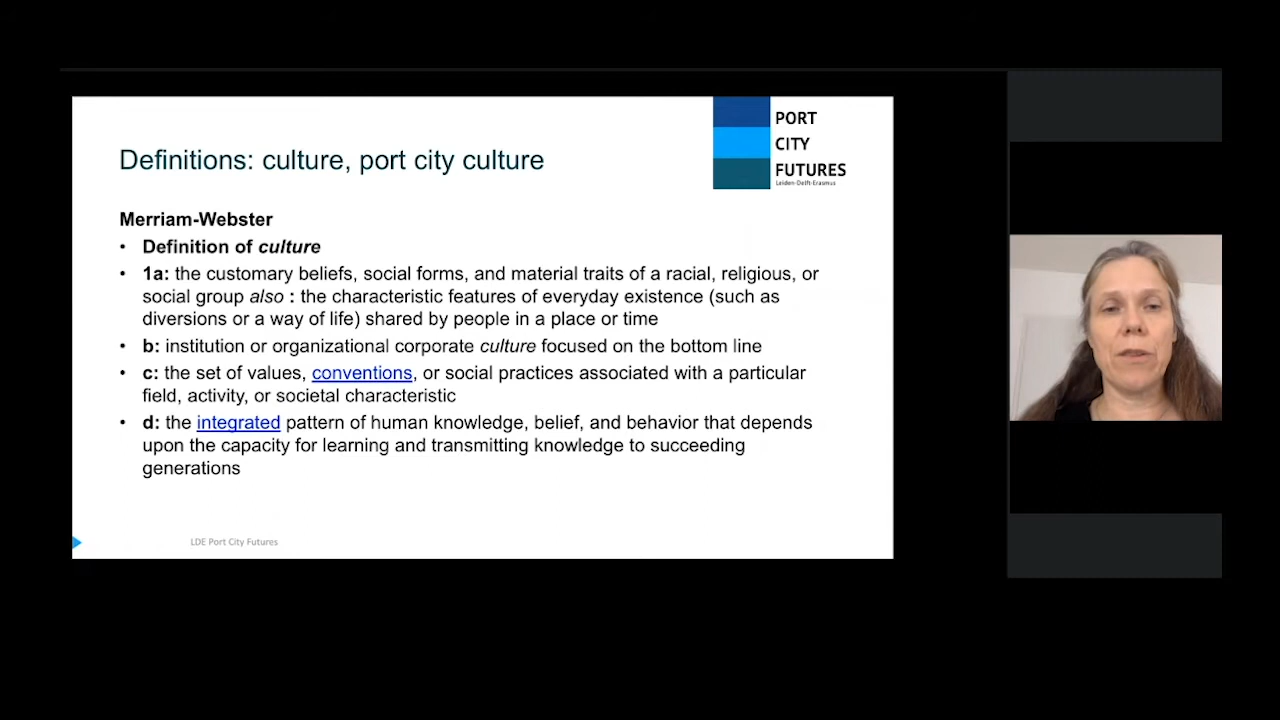 Definitions: culture, port city culture
PORT
CITY
FUTURES
Leiden-Delft-Erasmus
Merriam-Webster
• Definition of culture
• 1a: the customary beliefs, social forms, and material traits of a racial, religious, or
social group also : the characteristic features of everyday existence (such as
diversions or a way of life) shared by people in a place or time
• b: institution or organizational corporate culture focused on the bottom line
• c: the set of values, conventions, or social practices associated with a particular
field, activity, or societal characteristic
• d: the integrated pattern of human knowledge, belief, and behavior that depends
upon the capacity for learning and transmitting knowledge to succeeding
generations
LDE Port City Futures